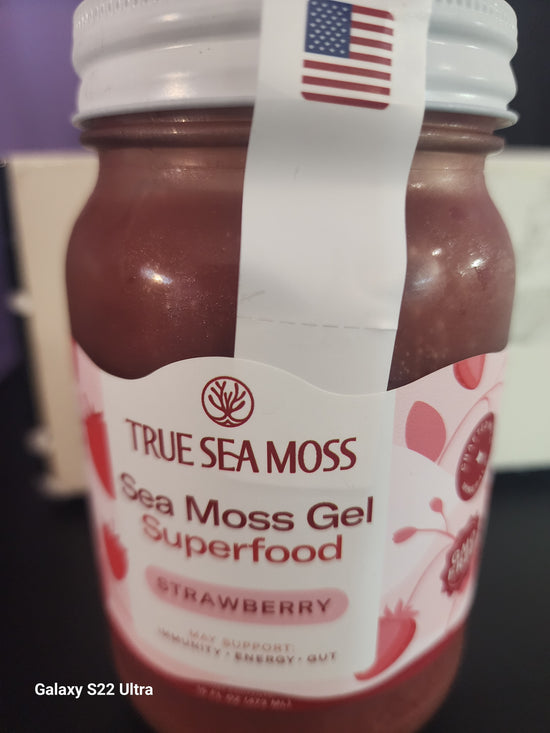 TRUE SEA MOSS
Sea Moss Gel
Superfood
STRAWBERRY
MAY SUPPORT:
IMMUNITY • ENERGY • GUT
Galaxy S22 Ultra